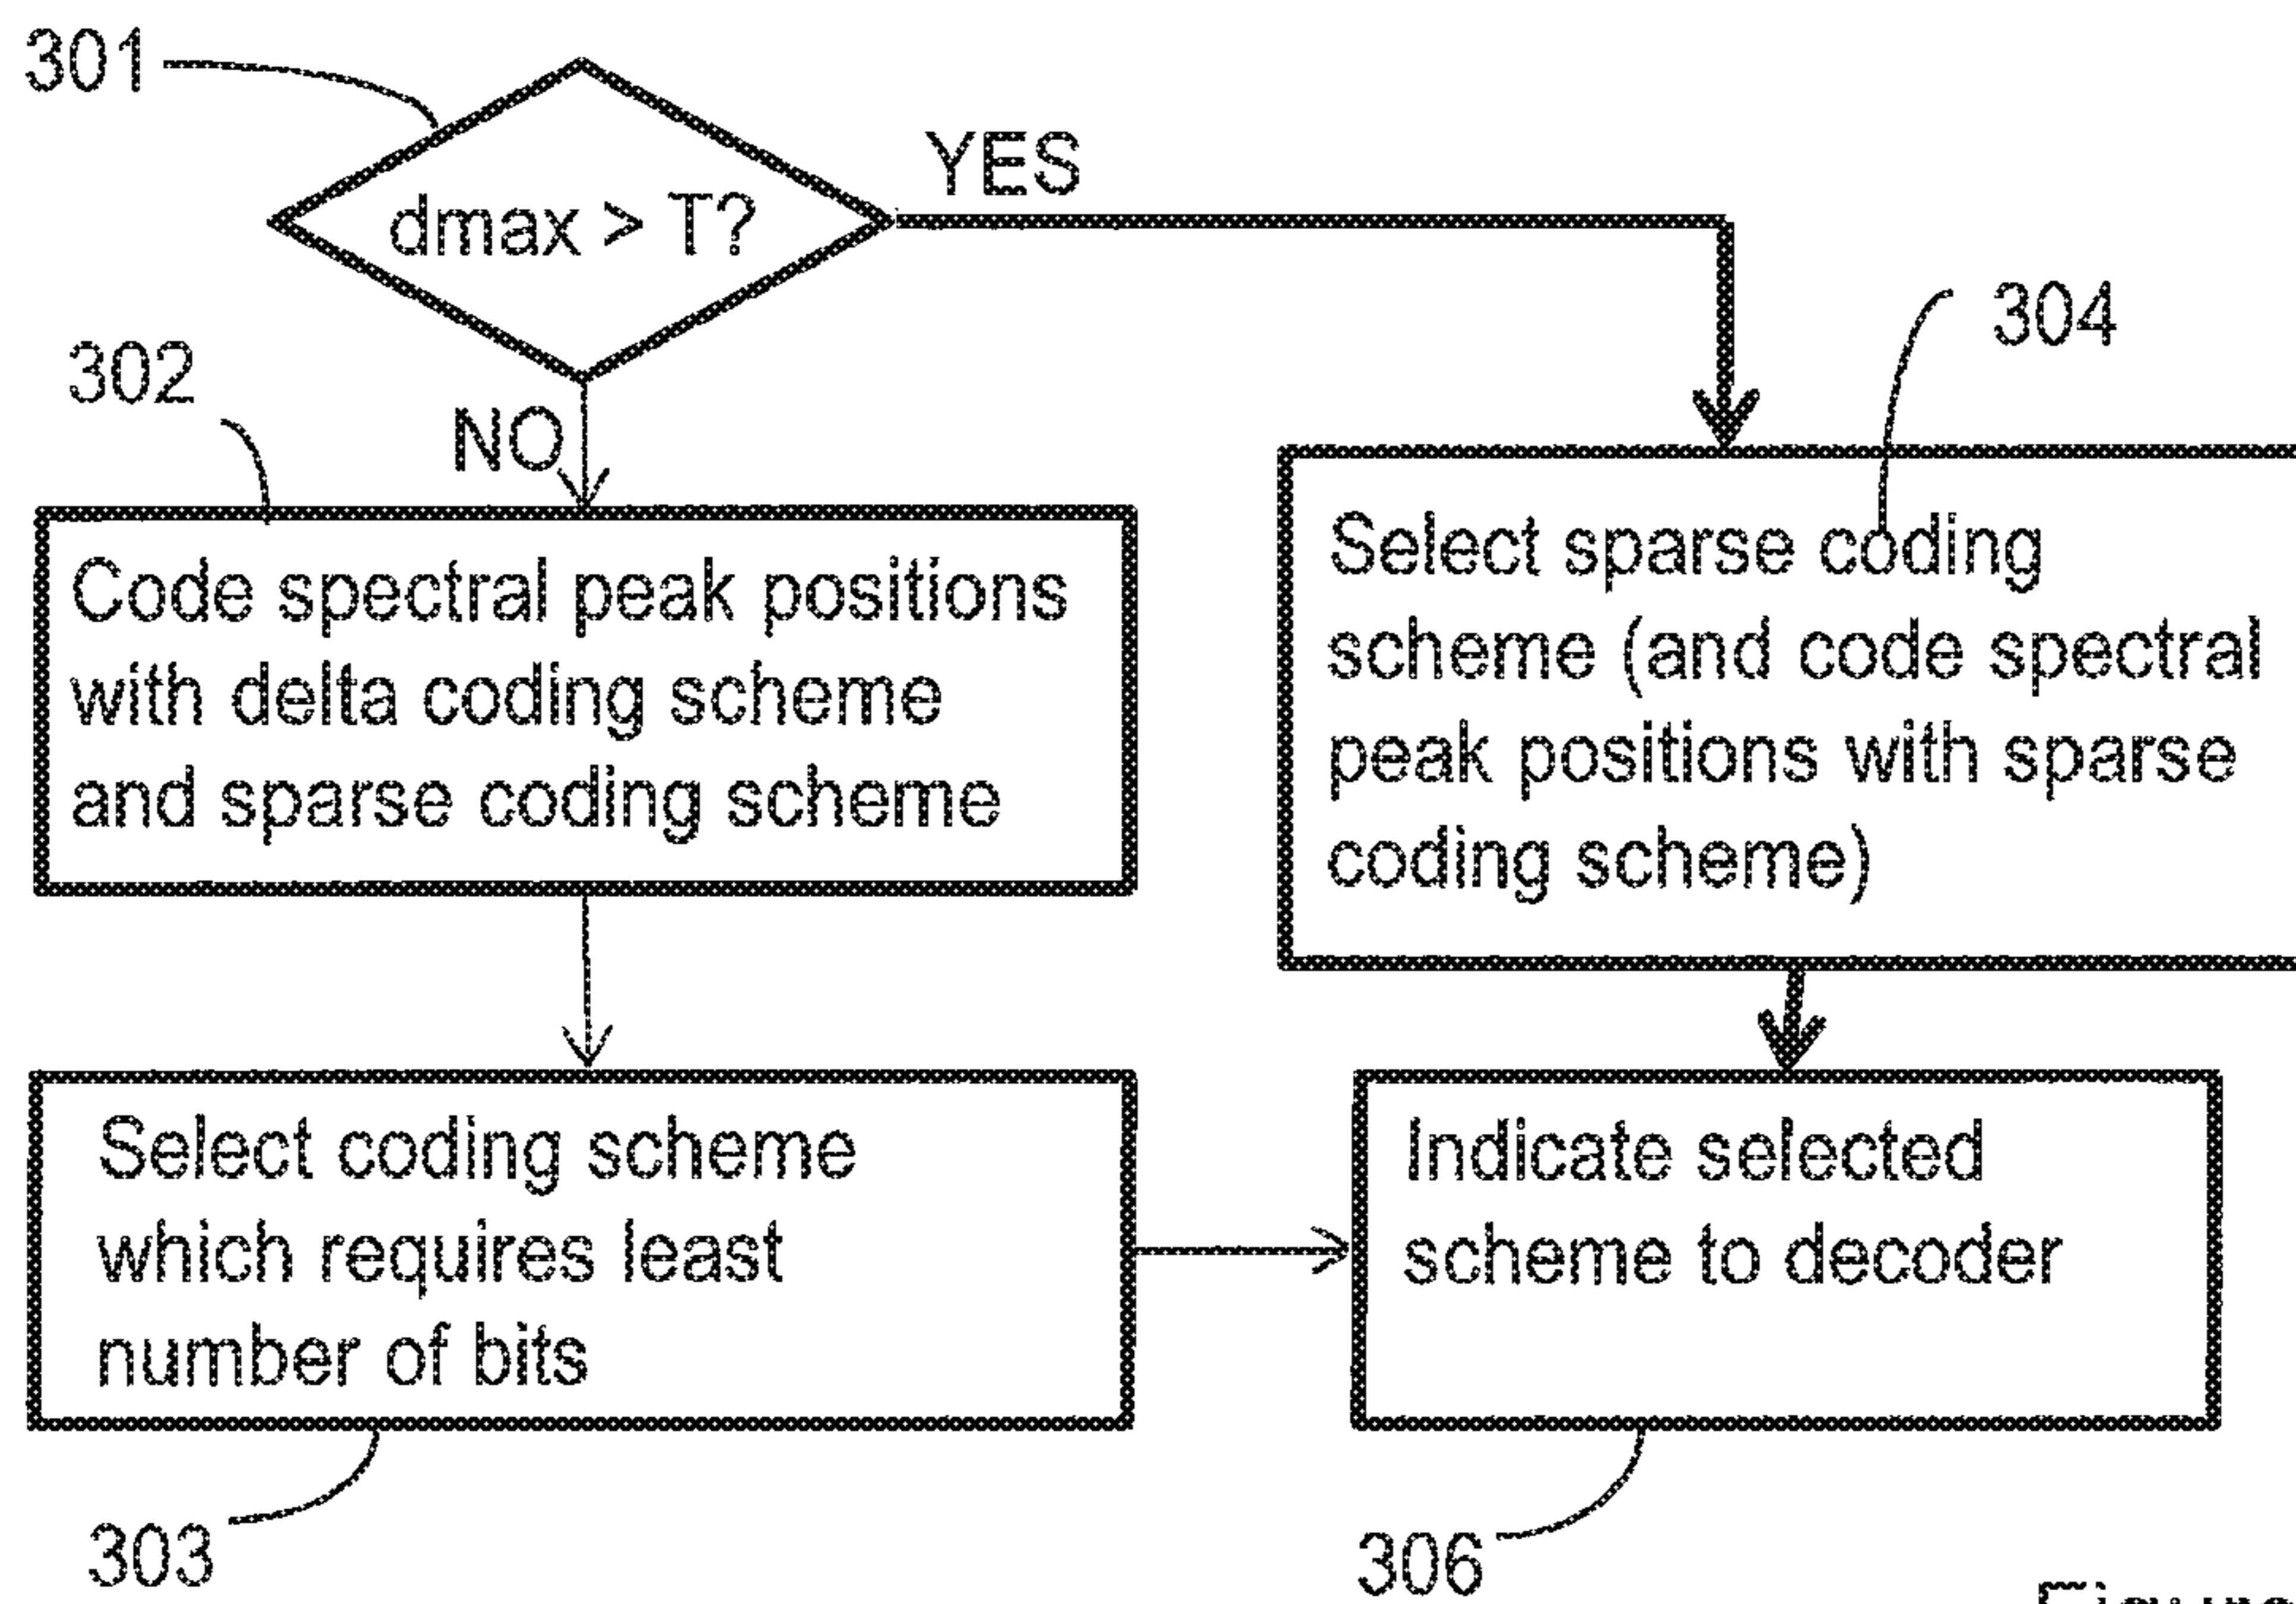 301
dmax > T?
YES
304
302
NO
Code spectral peak positions
with delta coding scheme
and sparse coding scheme
Select sparse coding
scheme (and code spectral
peak positions with sparse
coding scheme)
Select coding scheme
which requires least
number of bits
Indicate selected
scheme to decoder
303
306